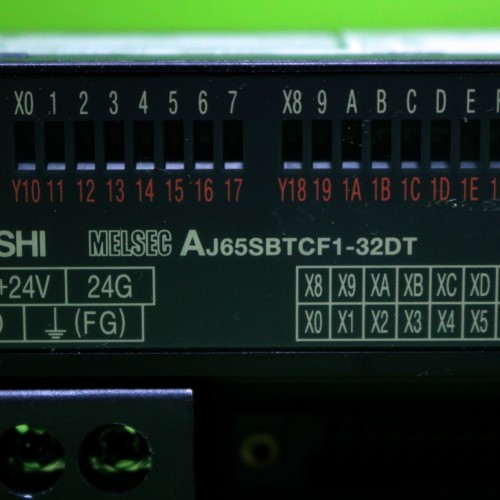 X0 1 2 3 4 5 6 7 X8 9 A B C D E
Y10 11 12 13 14 15 16 17 Y18 19 1A 1B 1C 1D 1E
SHI MELSEC AJ65SBTCF1-32DT
+24V 24G X8 X9 XA XB XC XD
(FG) X0 X1 X2 X3 X4 X5